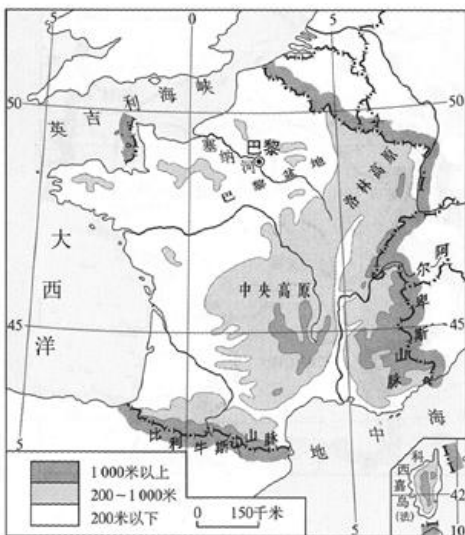 5
0
5
50
50
英吉利海峡
塞纳河
巴黎
巴黎盆地
洛林高原
大西洋
中央高原
阿尔卑斯山脉
45
45
比利牛斯山脉
地中海
5
5
10
42
科西嘉岛(法)
1000米以上
200~1000米
200米以下
0 150千米